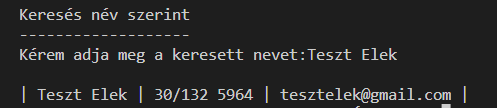 Keresés név szerint
-------------------
Kérem adja meg a keresett nevet:Teszt Elek
| Teszt Elek | 30/132 5964 | tesztelek@gmail.com |